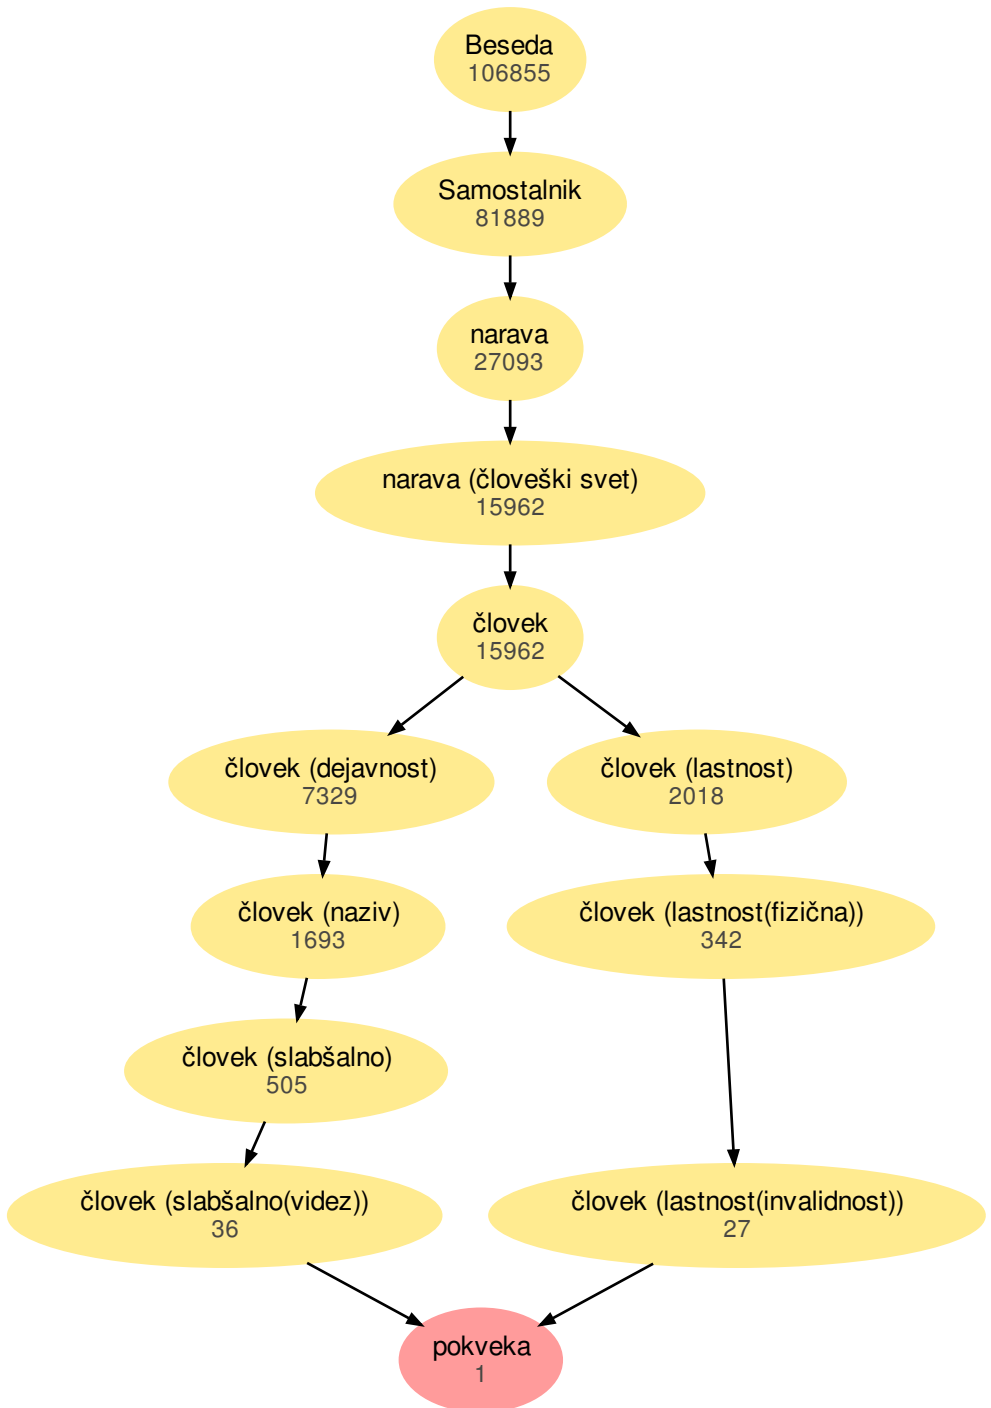 Beseda
106855
Samostalnik
81889
narava
27093
narava (človeški svet)
15962
človek
15962
človek (dejavnost)
7329
človek (lastnost)
2018
človek (naziv)
1693
človek (lastnost(fizična))
342
človek (slabšalno)
505
človek (slabšalno(videz))
36
človek (lastnost(invalidnost))
27
pokveka
1